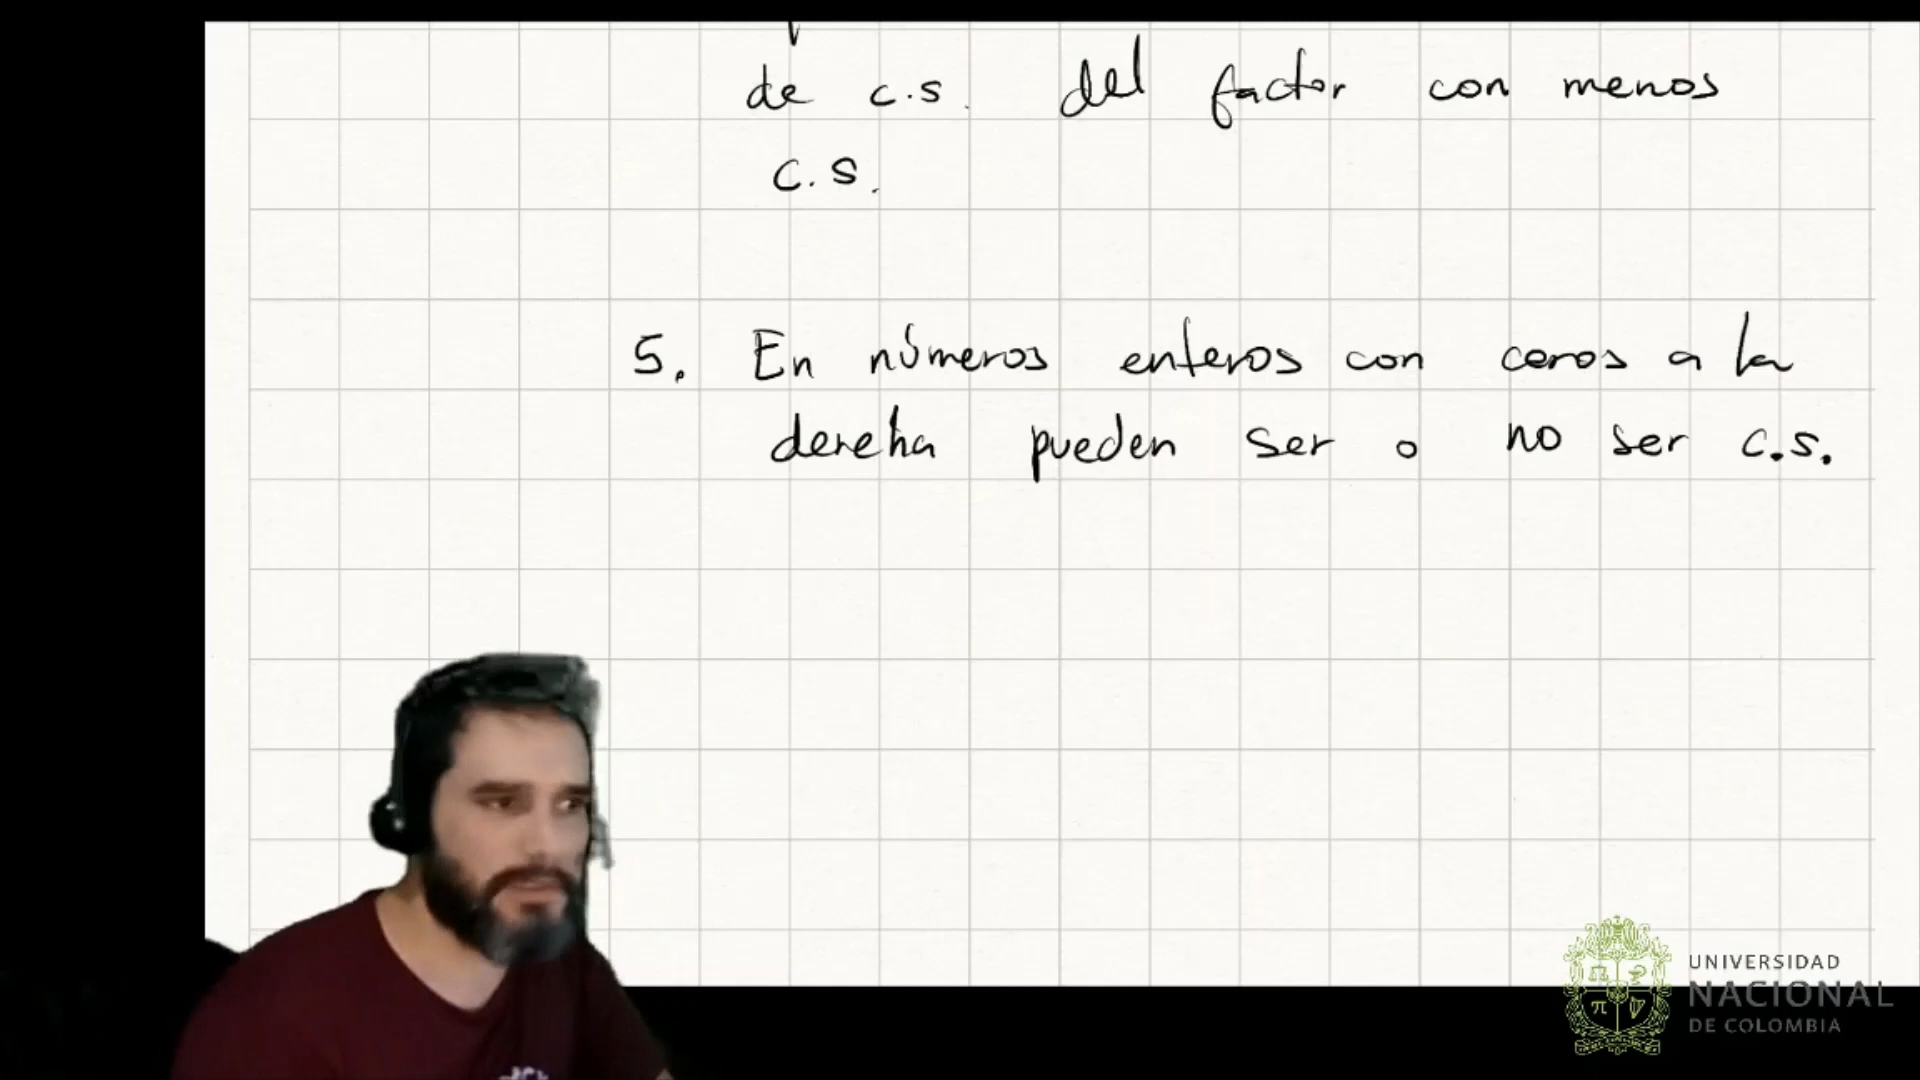 de c.s. del factor con menos
c.s.
5. En números enteros con ceros a la
derecha pueden ser o no ser c.s.
UNIVERSIDAD
NACIONAL
DE COLOMBIA